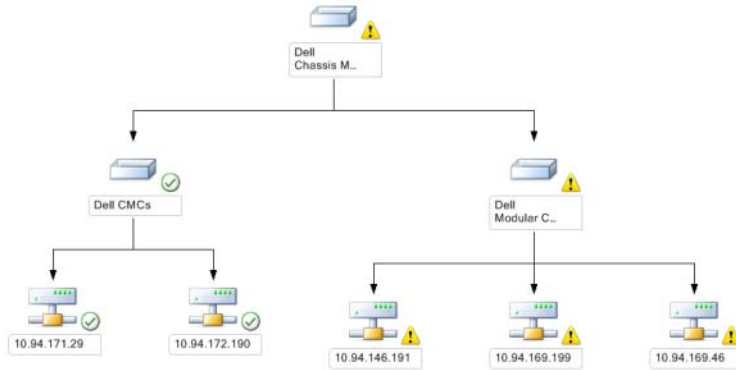 Dell
Chassis M...
Dell CMCs
Dell
Modular C...
10.94.171.29
10.94.172.190
10.94.146.191
10.94.169.199
10.94.169.46